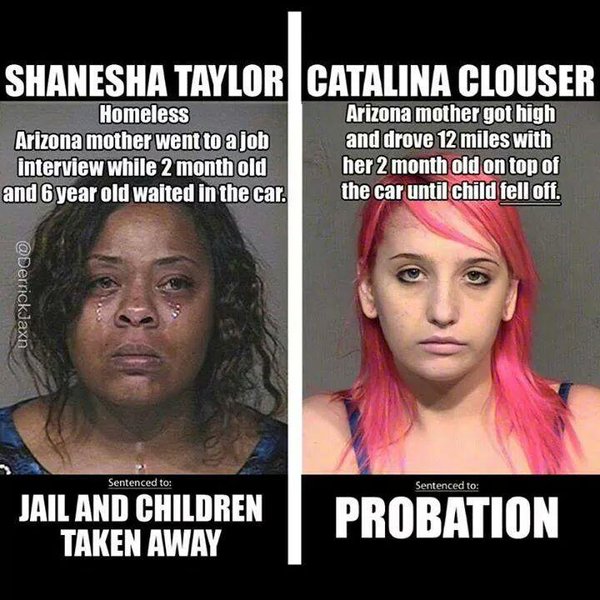 SHANESHA TAYLOR
Homeless
Arizona mother went to a job
interview while 2 month old
and 6 year old waited in the car.
@DerrickJaxn
Sentenced to:
JAIL AND CHILDREN
TAKEN AWAY
CATALINA CLOUSER
Arizona mother got high
and drove 12 miles with
her 2 month old on top of
the car until child fell off.
Sentenced to:
PROBATION